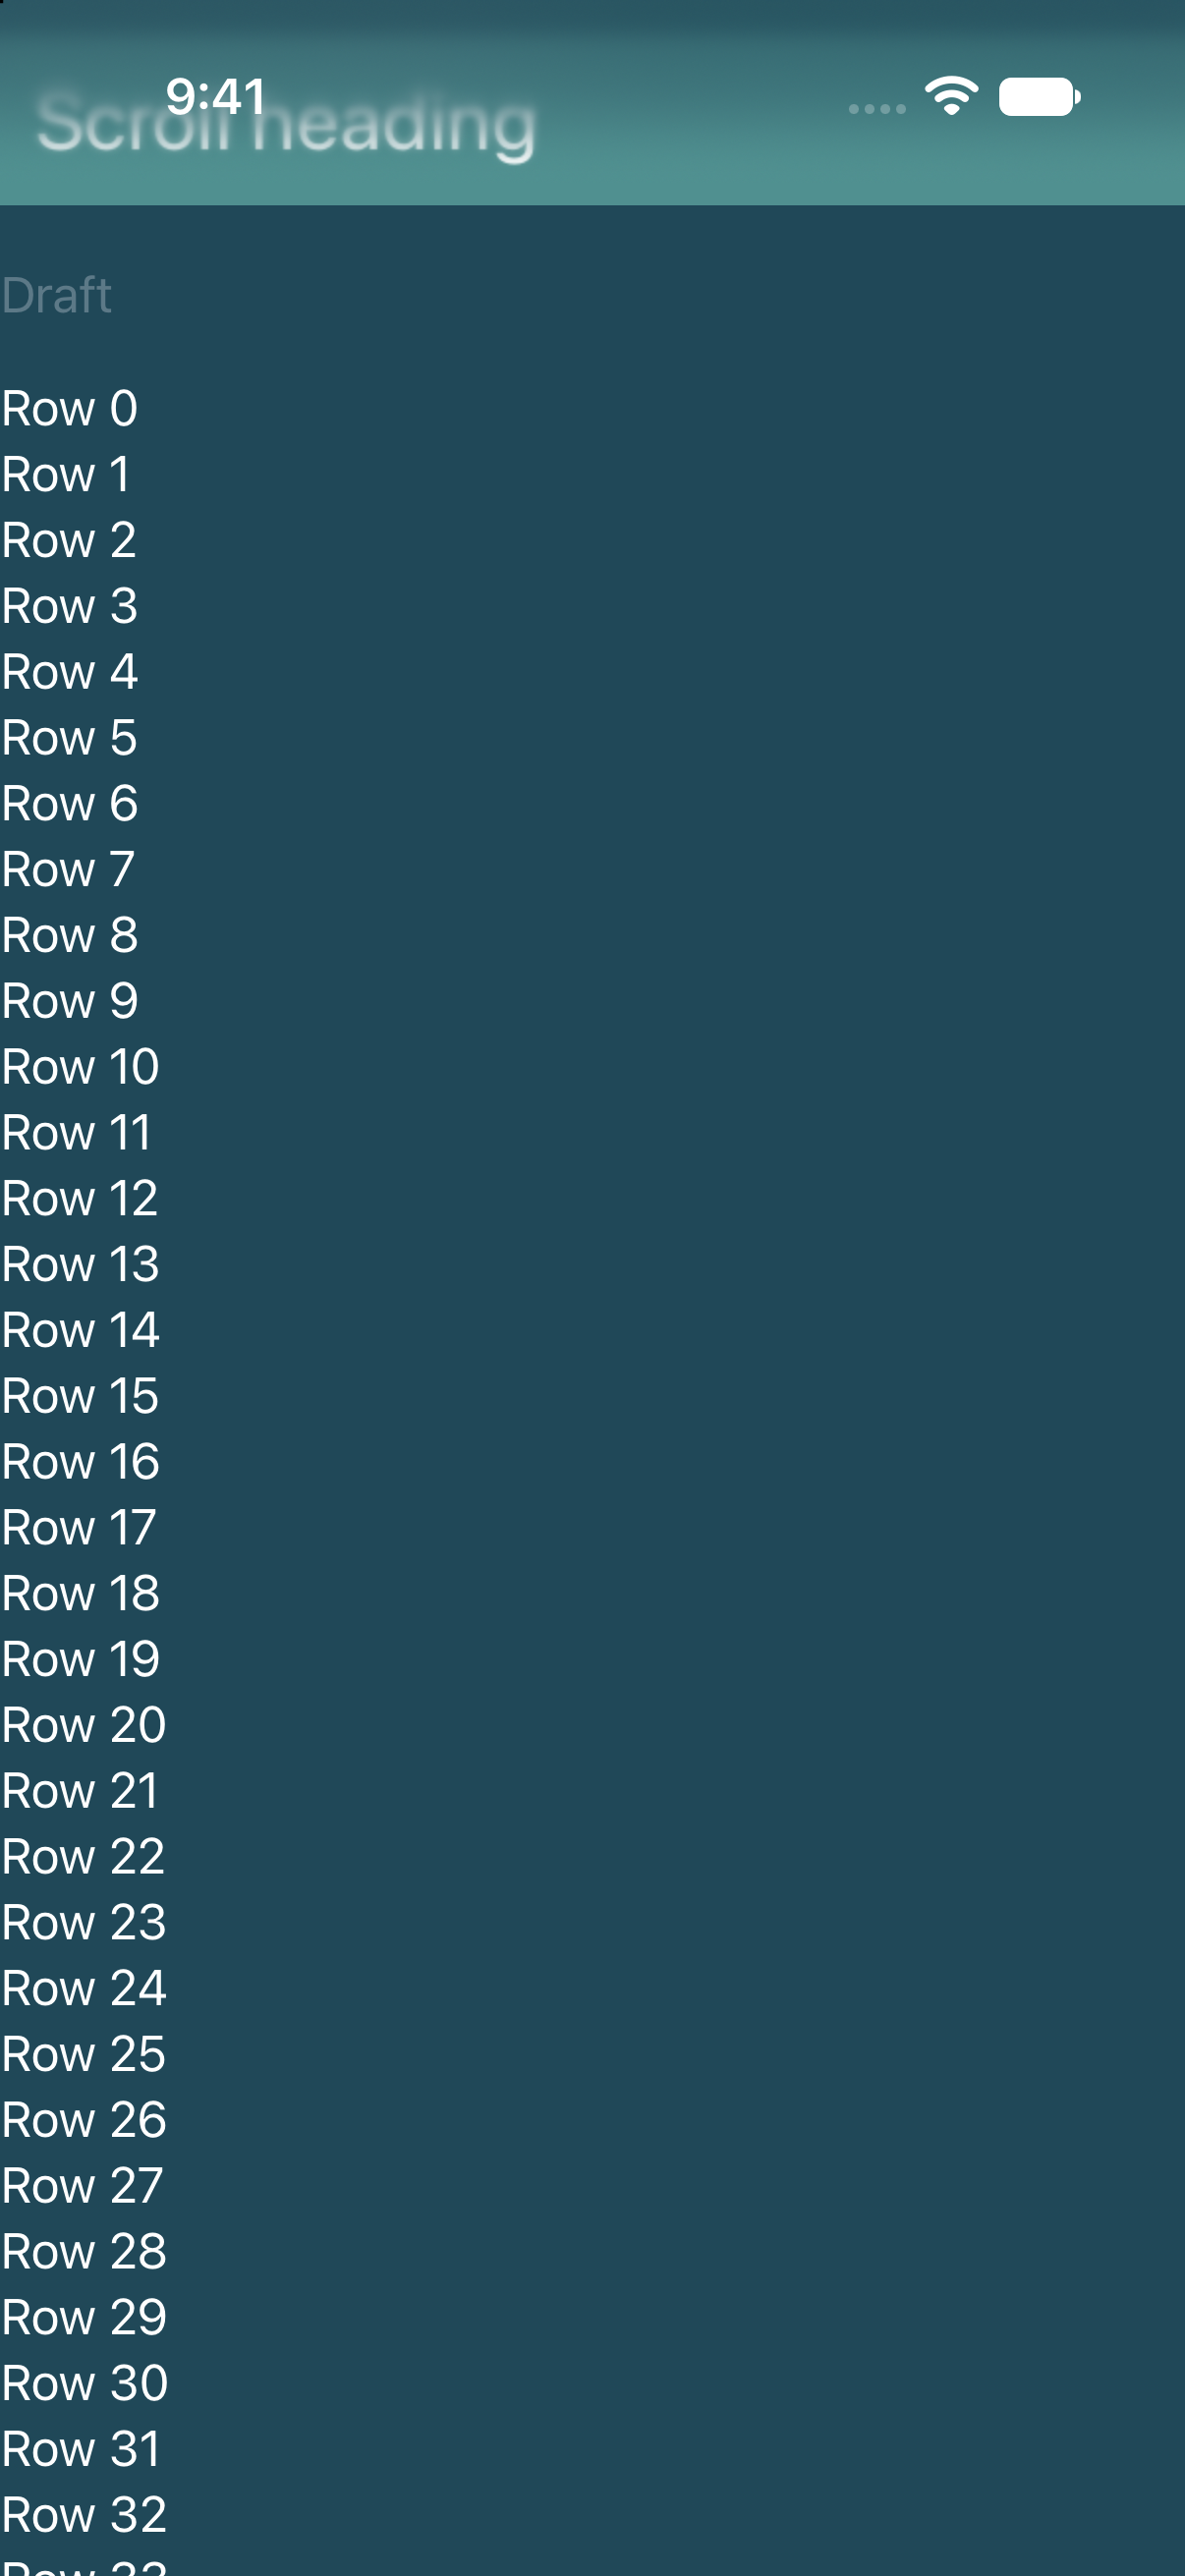 9:41
Scroll heading
Draft
Row 0
Row 1
Row 2
Row 3
Row 4
Row 5
Row 6
Row 7
Row 8
Row 9
Row 10
Row 11
Row 12
Row 13
Row 14
Row 15
Row 16
Row 17
Row 18
Row 19
Row 20
Row 21
Row 22
Row 23
Row 24
Row 25
Row 26
Row 27
Row 28
Row 29
Row 30
Row 31
Row 32
Row 33